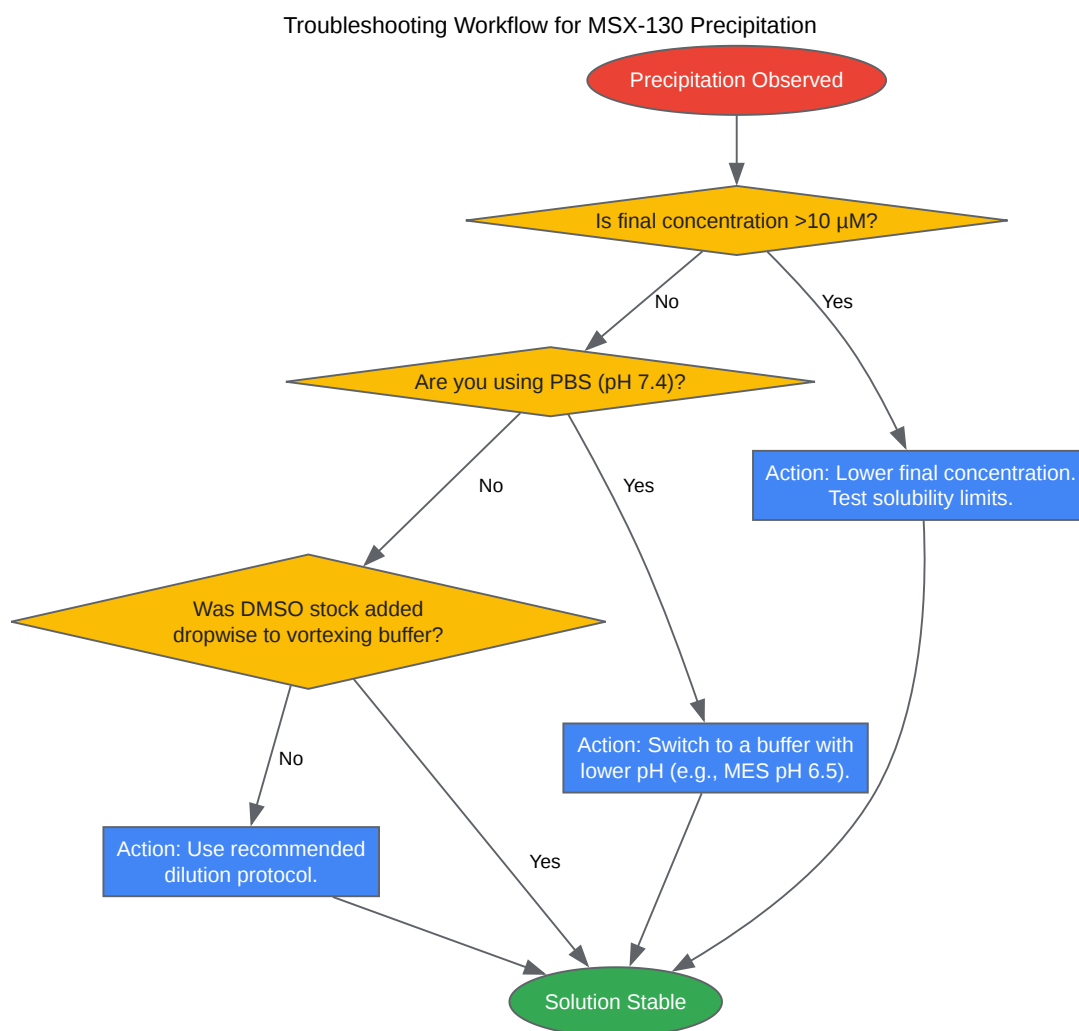 Troubleshooting Workflow for MSX-130 Precipitation
Precipitation Observed
Is final concentration >10 µM?
No
Yes
Are you using PBS (pH 7.4)?
Action: Lower final concentration.
Test solubility limits.
No
Yes
Was DMSO stock added
dropwise to vortexing buffer?
Action: Switch to a buffer with
lower pH (e.g., MES pH 6.5).
No
Action: Use recommended
dilution protocol.
Yes
Solution Stable